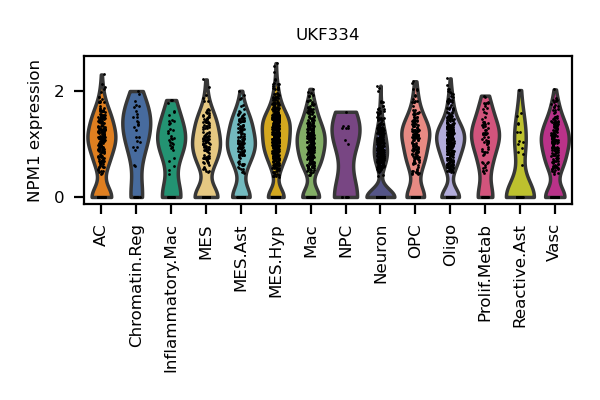 UKF334
NPM1 expression
2
0
AC
Chromatin.Reg
Inflammatory.Mac
MES
MES.Ast
MES.Hyp
Mac
NPC
Neuron
OPC
Oligo
Prolif.Metab
Reactive.Ast
Vasc